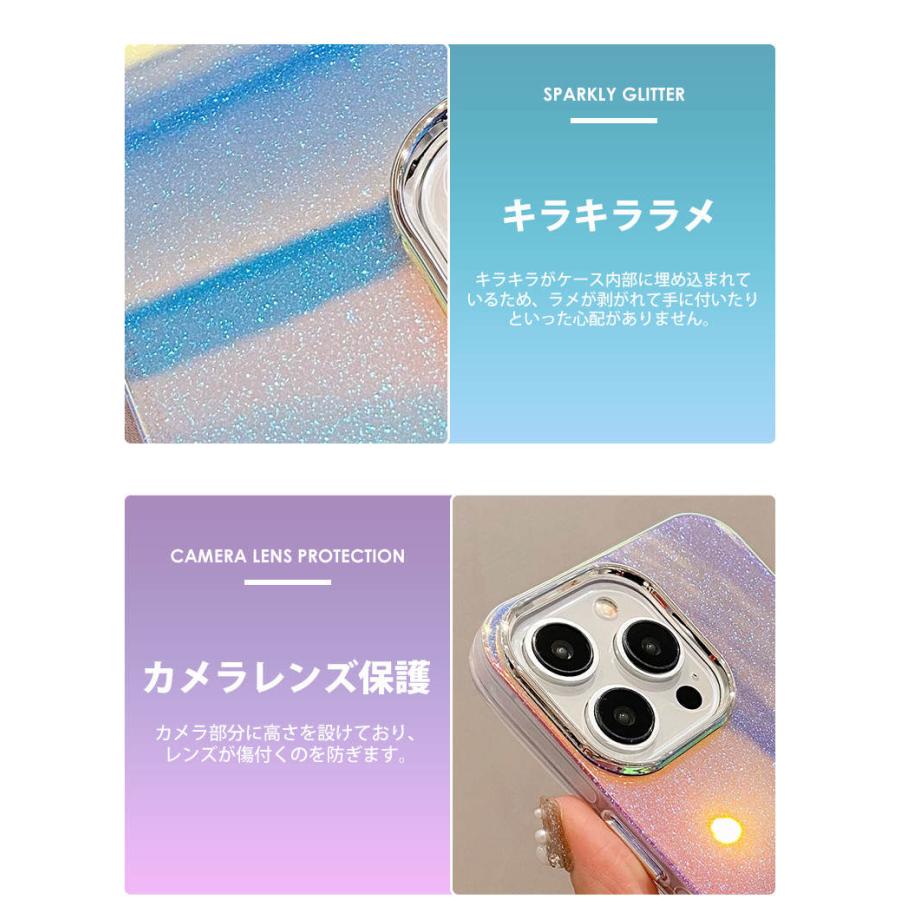 SPARKLY GLITTER
キラキララメ
キラキラがケース内部に埋め込まれて
いるため、ラメが剥がれて手に付いたり
といった心配がありません。
CAMERA LENS PROTECTION
カメラレンズ保護
カメラ部分に高さを設けており、
レンズが傷付くのを防ぎます。